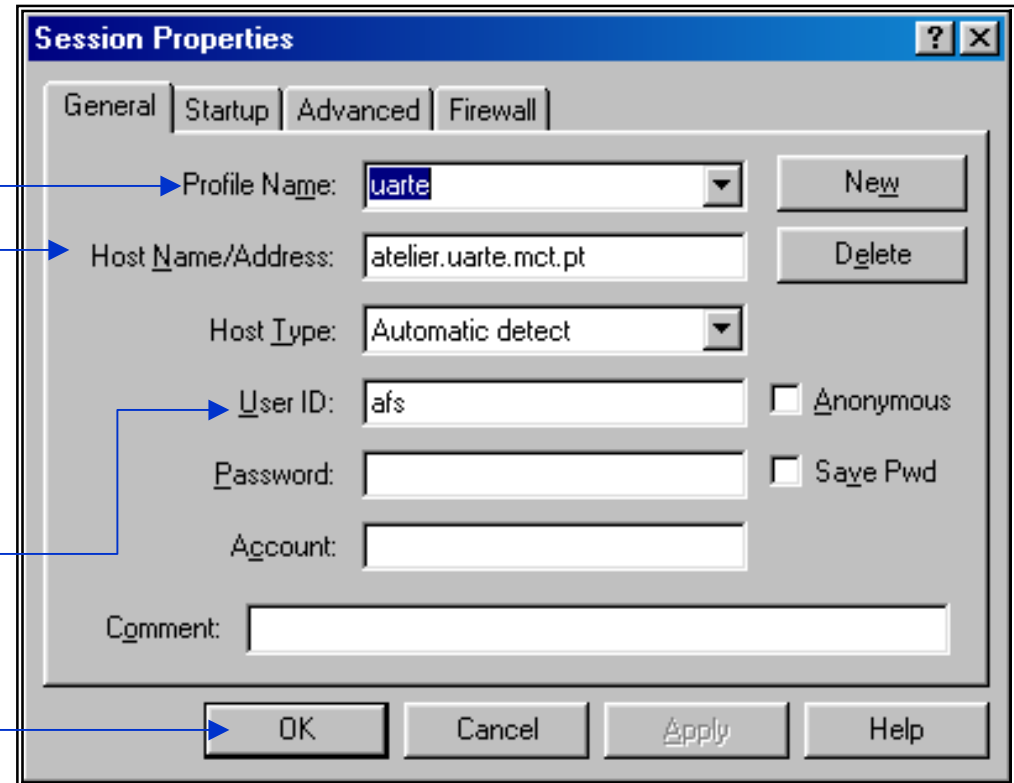 Session Properties
General Startup Advanced Firewall
Profile Name: uarte New
Host Name/Address: atelier.uarte.mct.pt Delete
Host Type: Automatic detect
User ID: afs Anonymous
Password: Save Pwd
Account:
Comment:
OK Cancel Apply Help